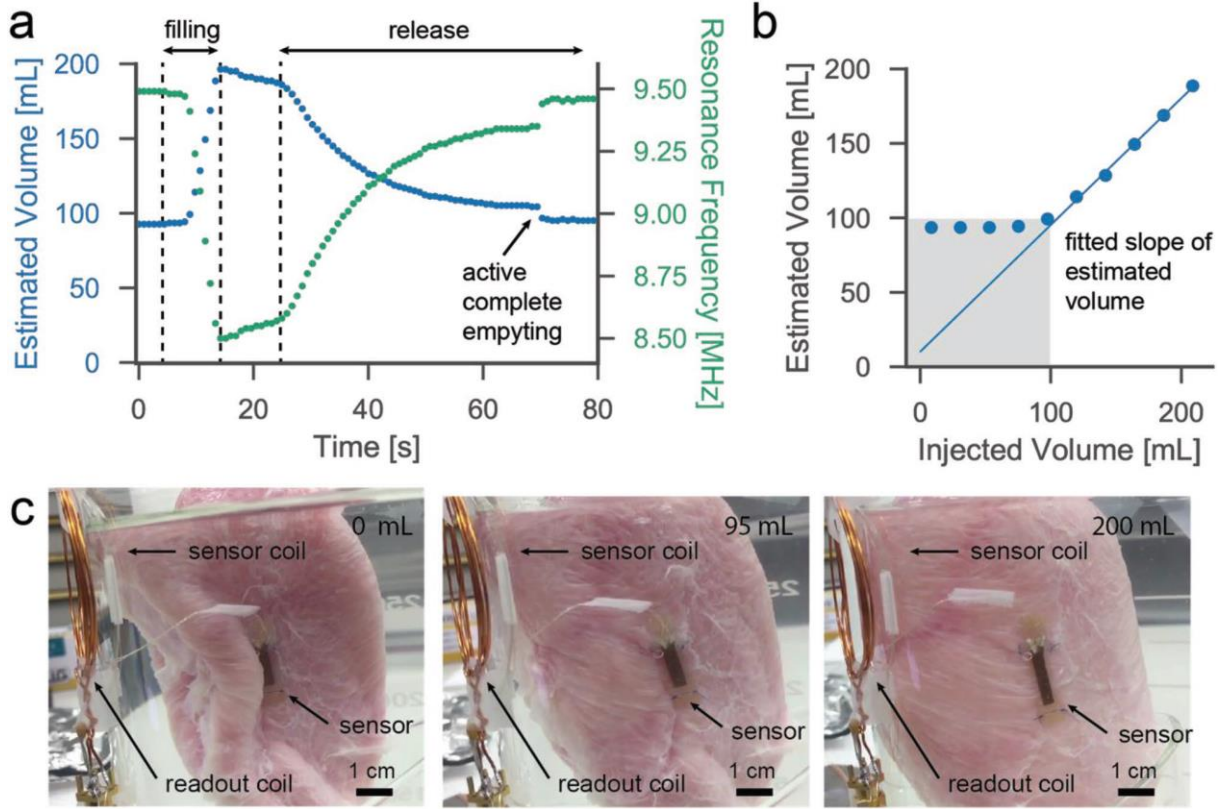 a
filling
release
Estimated Volume [mL]
200
150
100
50
0
0
20
40
60
80
Time [s]
9.50
9.25
9.00
8.75
8.50
Resonance Frequency [MHz]
active
complete
empyting
b
Estimated Volume [mL]
200
150
100
50
0
0
100
200
Injected Volume [mL]
fitted slope of
estimated
volume
c
0 mL
sensor coil
sensor
readout coil
1 cm
95 mL
sensor coil
sensor
readout coil
1 cm
200 mL
sensor coil
sensor
readout coil
1 cm